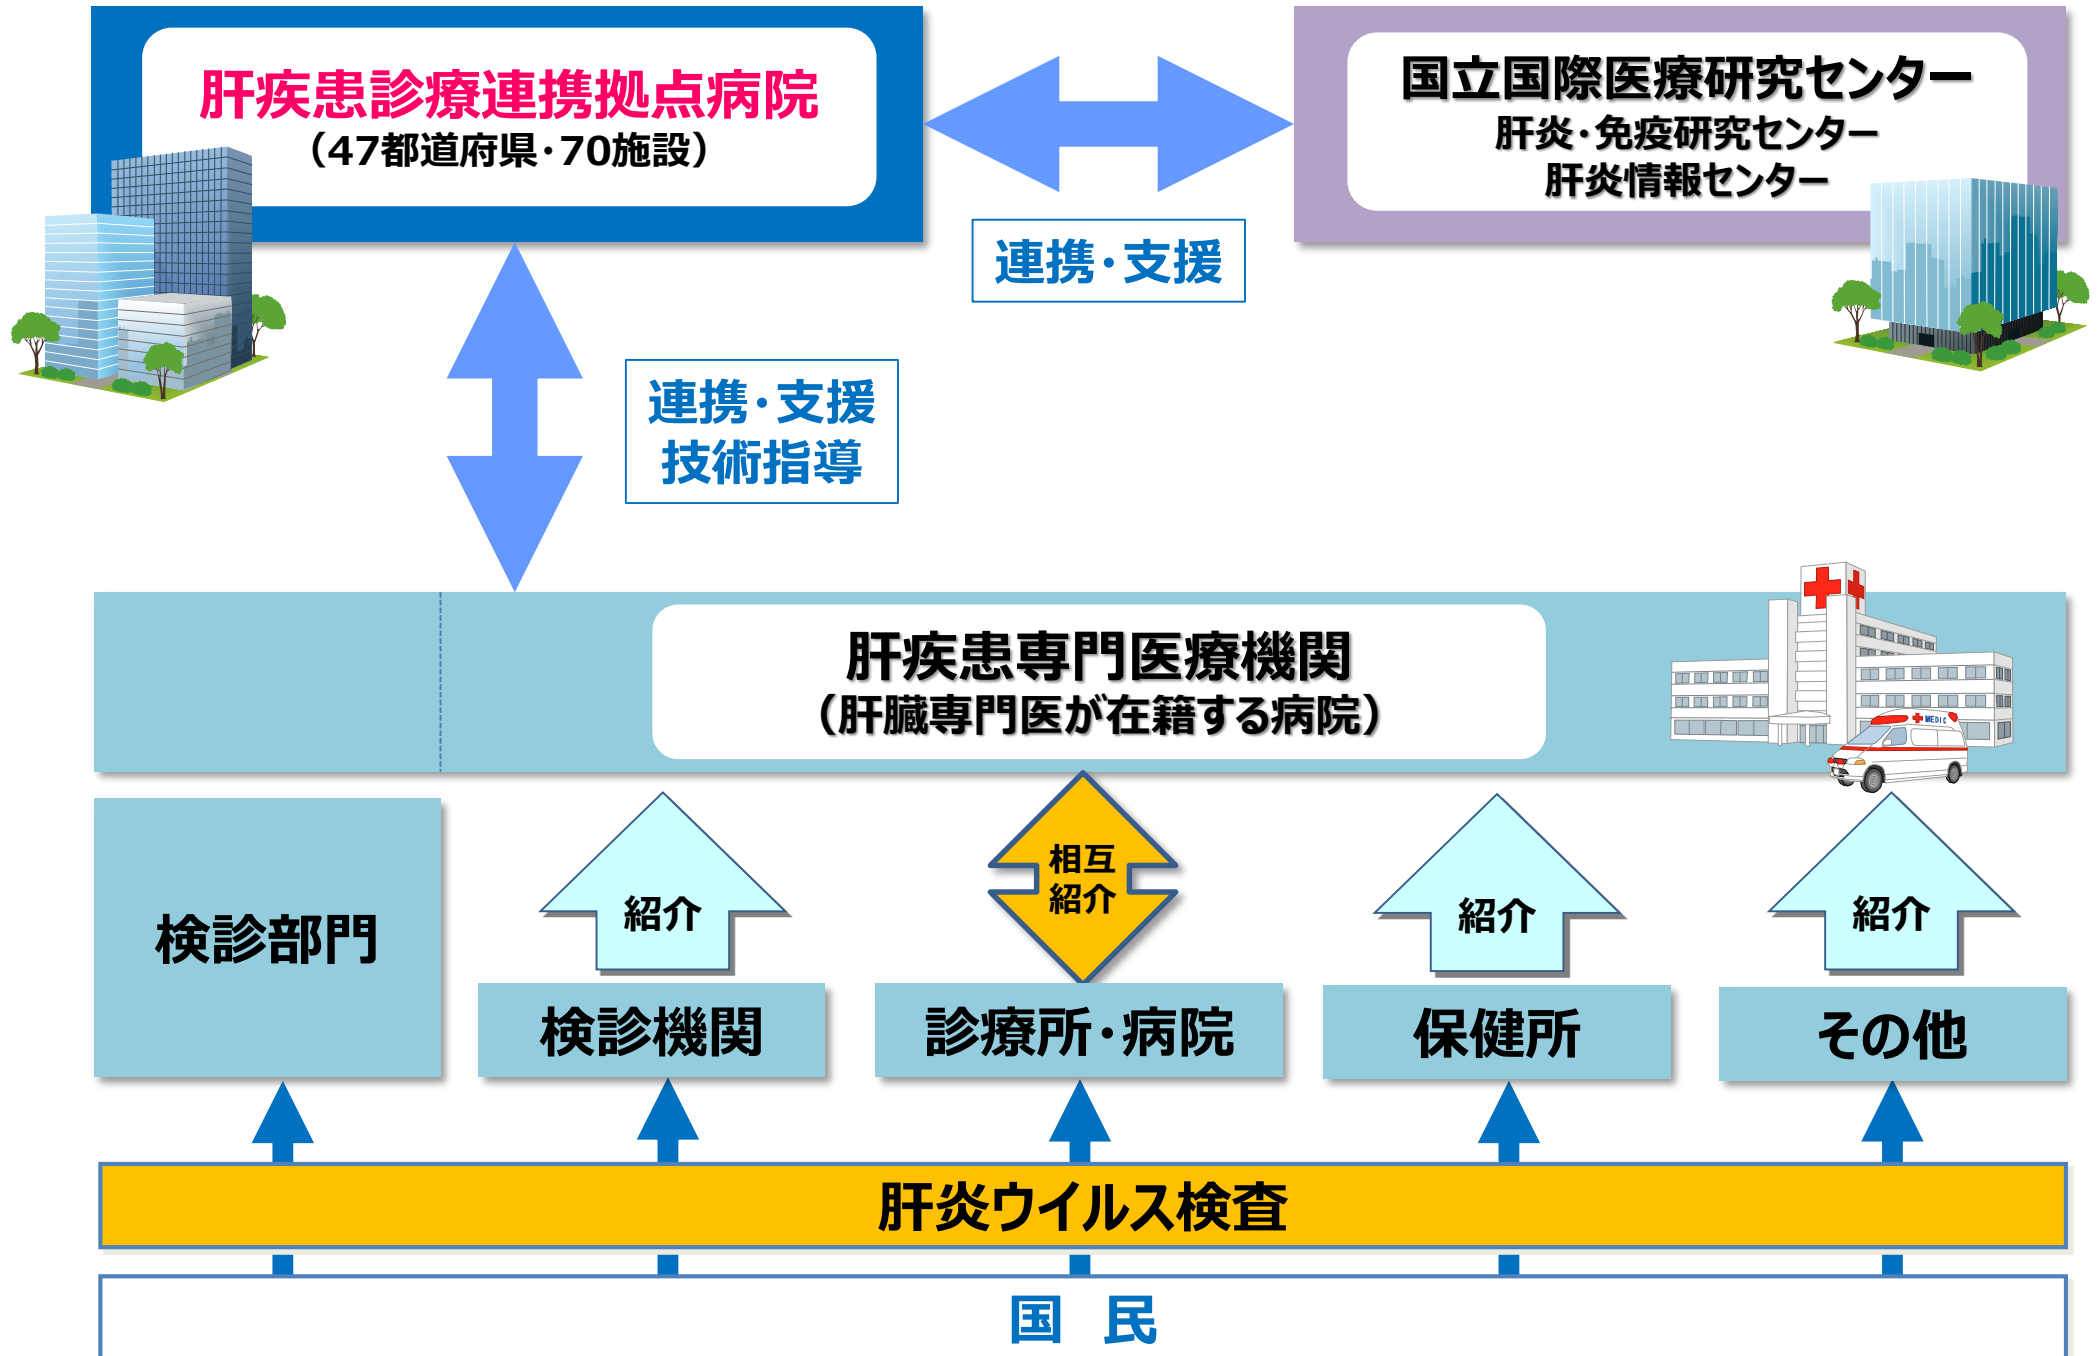 肝疾患診療連携拠点病院
（47都道府県･70施設）
国立国際医療研究センター
肝炎･免疫研究センター
肝炎情報センター
連携･支援
連携･支援
技術指導
肝疾患専門医療機関
（肝臓専門医が在籍する病院）
MEDIC
検診部門
紹介
相互
紹介
紹介
紹介
検診機関
診療所･病院
保健所
その他
肝炎ウイルス検査
国　民